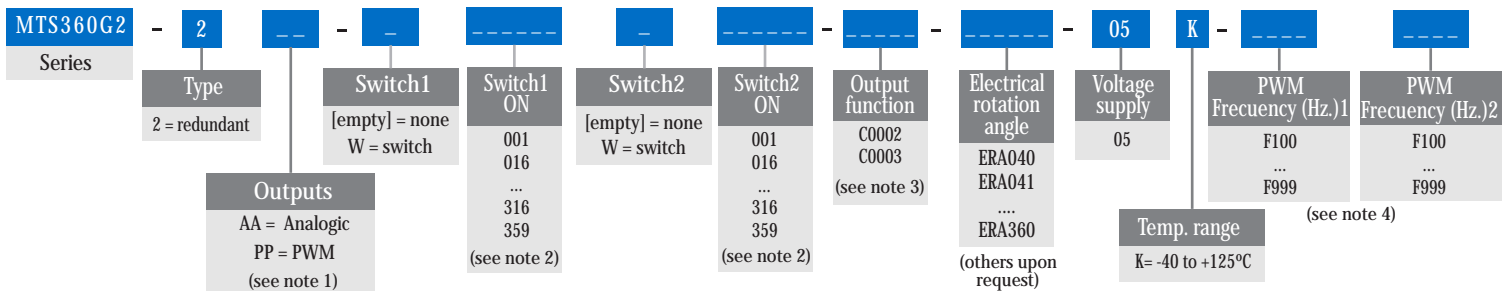 MTS360G2 - 2 _ _ - _ _ _ _ _ _ _ _ _ _ _ _ _ _ - _ _ _ _ _ - _ _ _ _ _ _ - 05 K - _ _ _ _ _ _ _ _
Series
Type
2 = redundant
Outputs
AA = Analogic
PP = PWM
(see note 1)
Switch1
[empty] = none
W = switch
Switch1
ON
001
016
...
316
359
(see note 2)
Switch2
[empty] = none
W = switch
Switch2
ON
001
016
...
316
359
(see note 2)
Output
function
C0002
C0003
(see note 3)
Electrical
rotation
angle
ERA040
ERA041
....
ERA360
(others upon
request)
Voltage
supply
05
Temp. range
K= -40 to +125ºC
PWM
Frecuency (Hz.)1
F100
...
F999
PWM
Frecuency (Hz.)2
F100
...
F999
(see note 4)